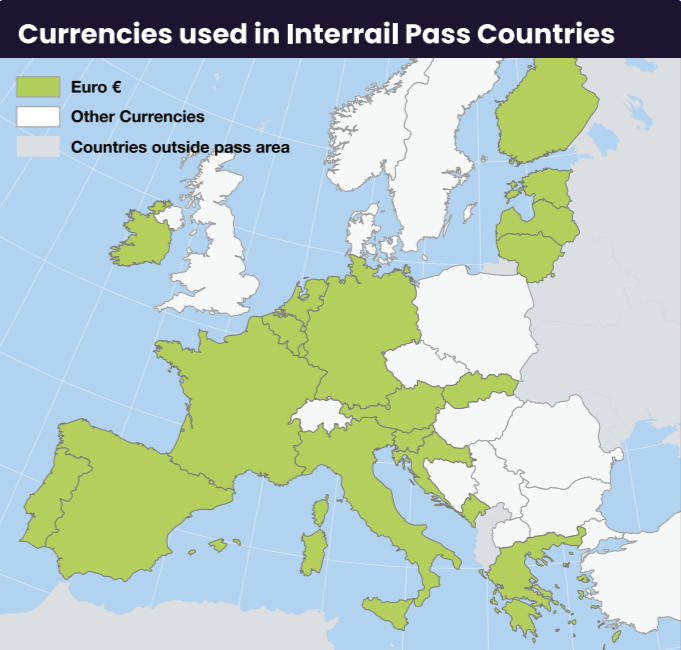 Currencies used in Interrail Pass Countries
Euro €
Other Currencies
Countries outside pass area